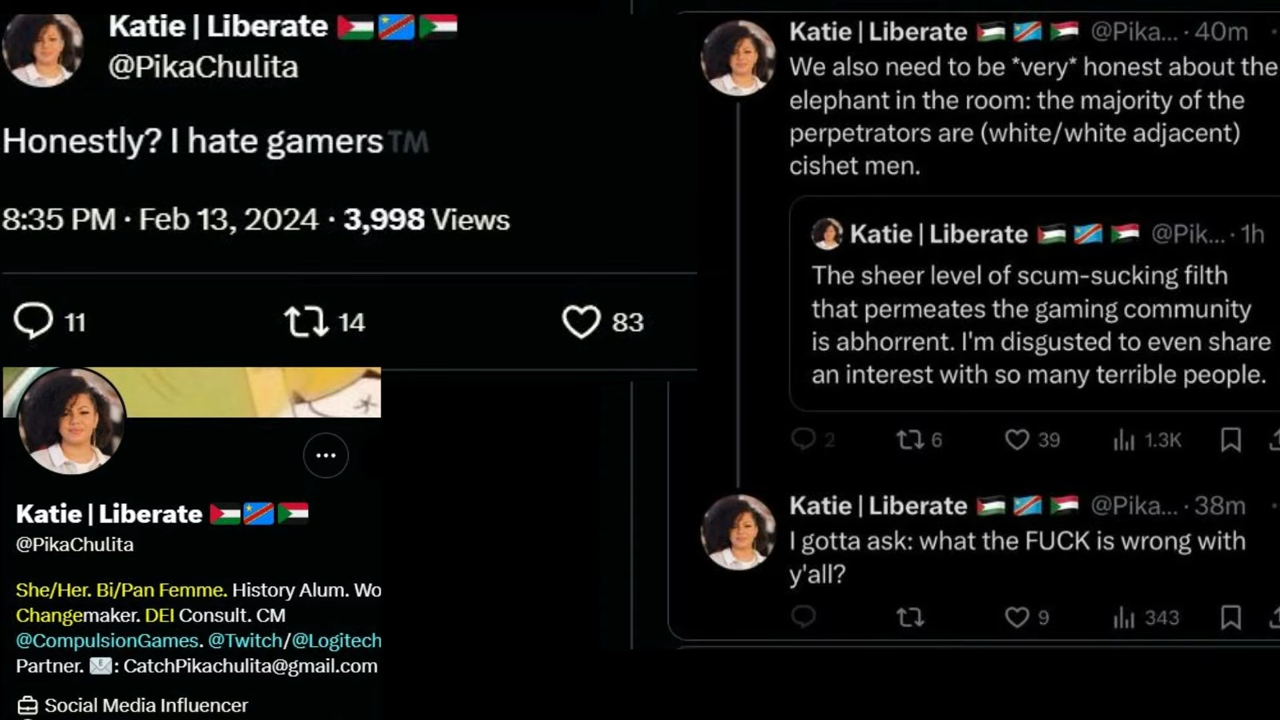 Katie | Liberate 🇵🇸🇨🇩🇸🇩
@PikaChulita
Honestly? I hate gamers™
8:35 PM · Feb 13, 2024 · 3,998 Views
11 14 83
Katie | Liberate 🇵🇸🇨🇩🇸🇩
@PikaChulita
She/Her. Bi/Pan Femme. History Alum. Wo
Changemaker. DEI Consult. CM
@CompulsionGames. @Twitch/@Logitech
Partner. 📧: CatchPikachulita@gmail.com
Social Media Influencer
Katie | Liberate 🇵🇸🇨🇩🇸🇩 @Pika... · 40m
We also need to be *very* honest about the
elephant in the room: the majority of the
perpetrators are (white/white adjacent)
cishet men.
Katie | Liberate 🇵🇸🇨🇩🇸🇩 @Pik... · 1h
The sheer level of scum-sucking filth
that permeates the gaming community
is abhorrent. I'm disgusted to even share
an interest with so many terrible people.
2 6 39 1.3K
Katie | Liberate 🇵🇸🇨🇩🇸🇩 @Pika... · 38m
I gotta ask: what the FUCK is wrong with
y'all?
9 343